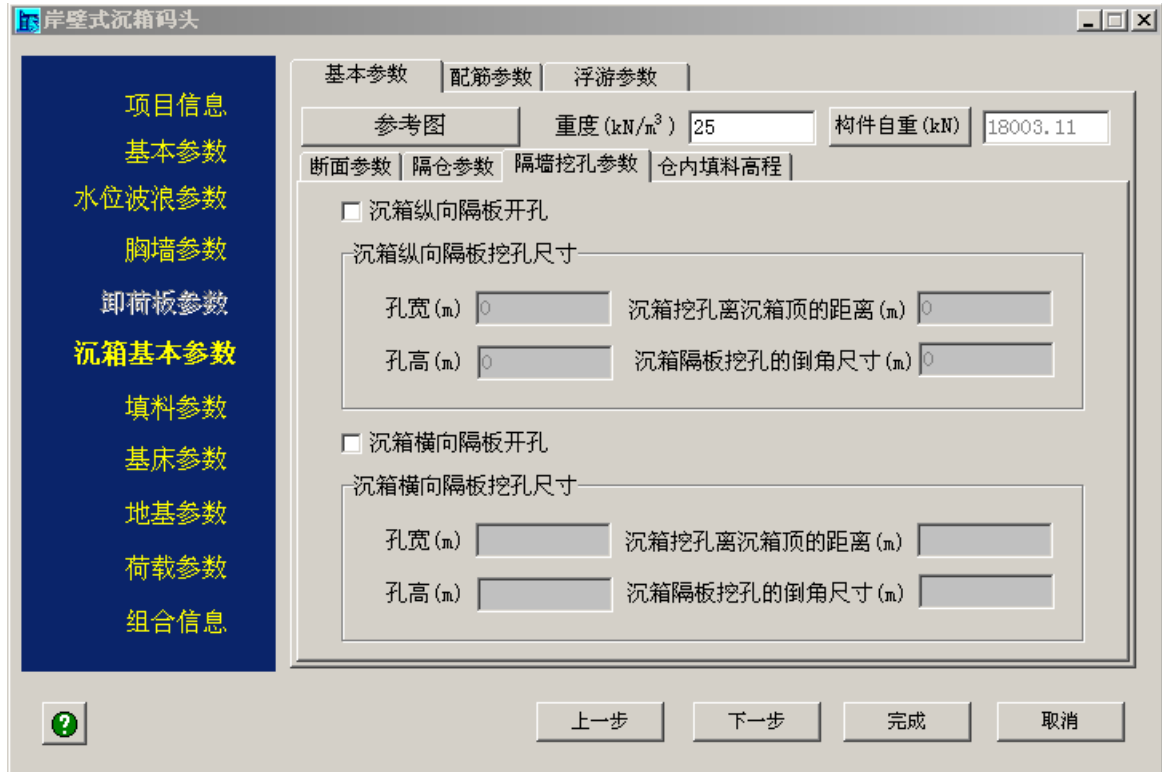 岸壁式沉箱码头
项目信息
基本参数
水位波浪参数
胸墙参数
卸荷板参数
沉箱基本参数
填料参数
基床参数
地基参数
荷载参数
组合信息
基本参数 配筋参数 浮游参数
参考图 重度(kN/m³) 25 构件自重(kN) 18003.11
断面参数 隔仓参数 隔墙挖孔参数 仓内填料高程
沉箱纵向隔板开孔
沉箱纵向隔板挖孔尺寸
孔宽(m) 0 沉箱挖孔离沉箱顶的距离(m) 0
孔高(m) 0 沉箱隔板挖孔的倒角尺寸(m) 0
沉箱横向隔板开孔
沉箱横向隔板挖孔尺寸
孔宽(m) 沉箱挖孔离沉箱顶的距离(m)
孔高(m) 沉箱隔板挖孔的倒角尺寸(m)
? 上一步 下一步 完成 取消